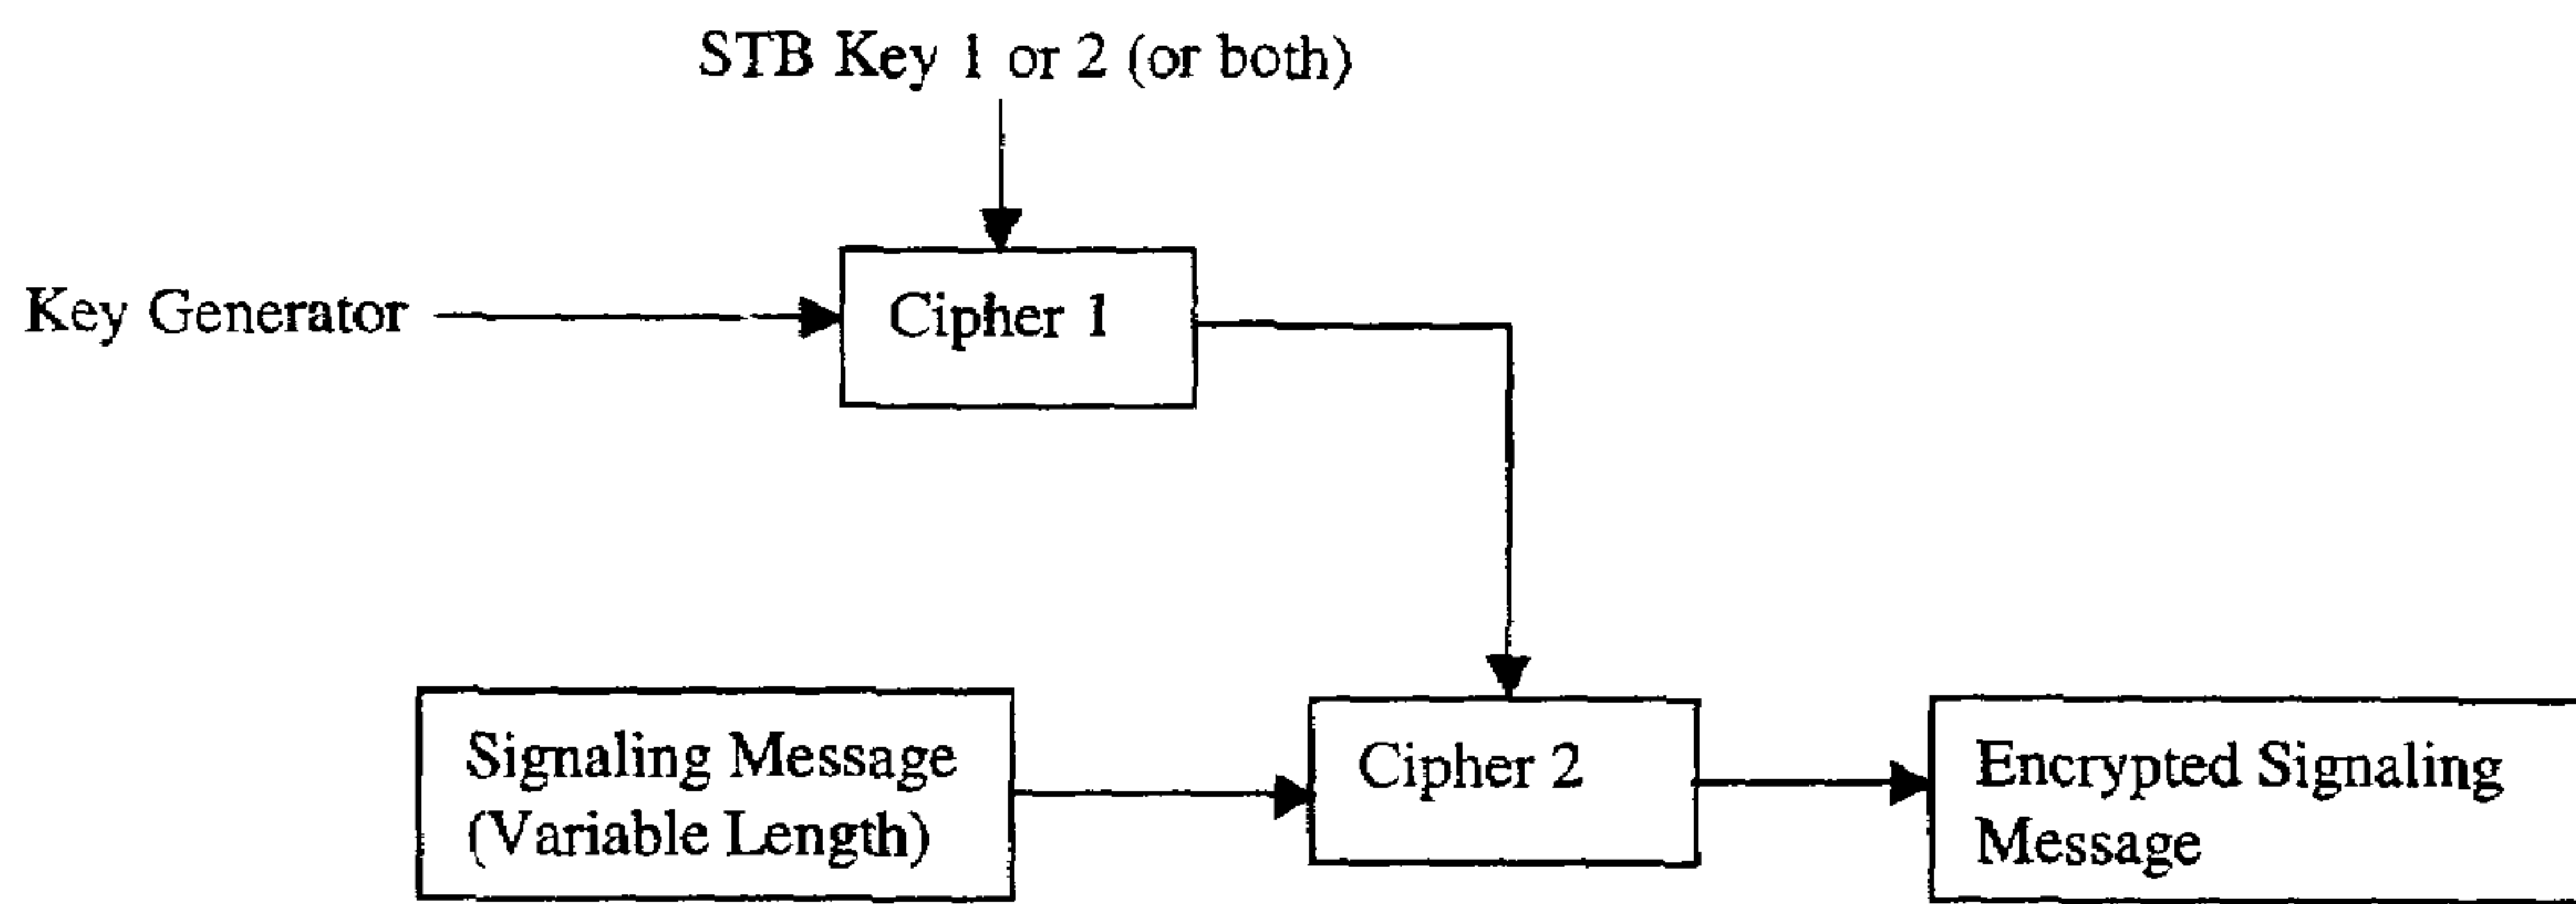 STB Key 1 or 2 (or both)
Key Generator
Cipher 1
Signaling Message
(Variable Length)
Cipher 2
Encrypted Signaling
Message